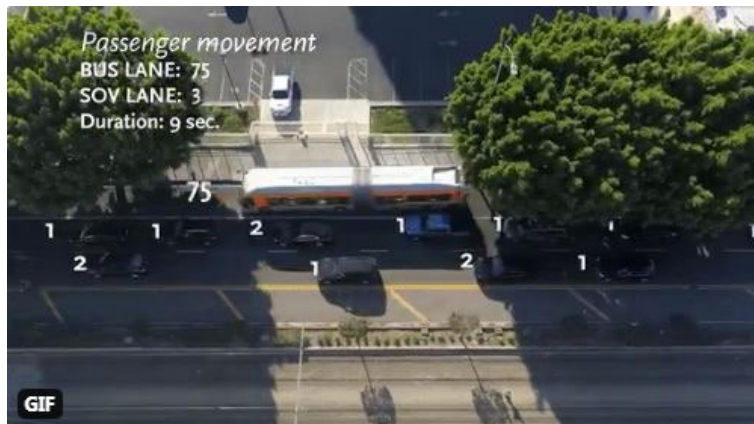 Passenger movement
BUS LANE: 75
SOV LANE: 3
Duration: 9 sec.
75
1 1 2 1 1 1 1
2 1 2 1
GIF